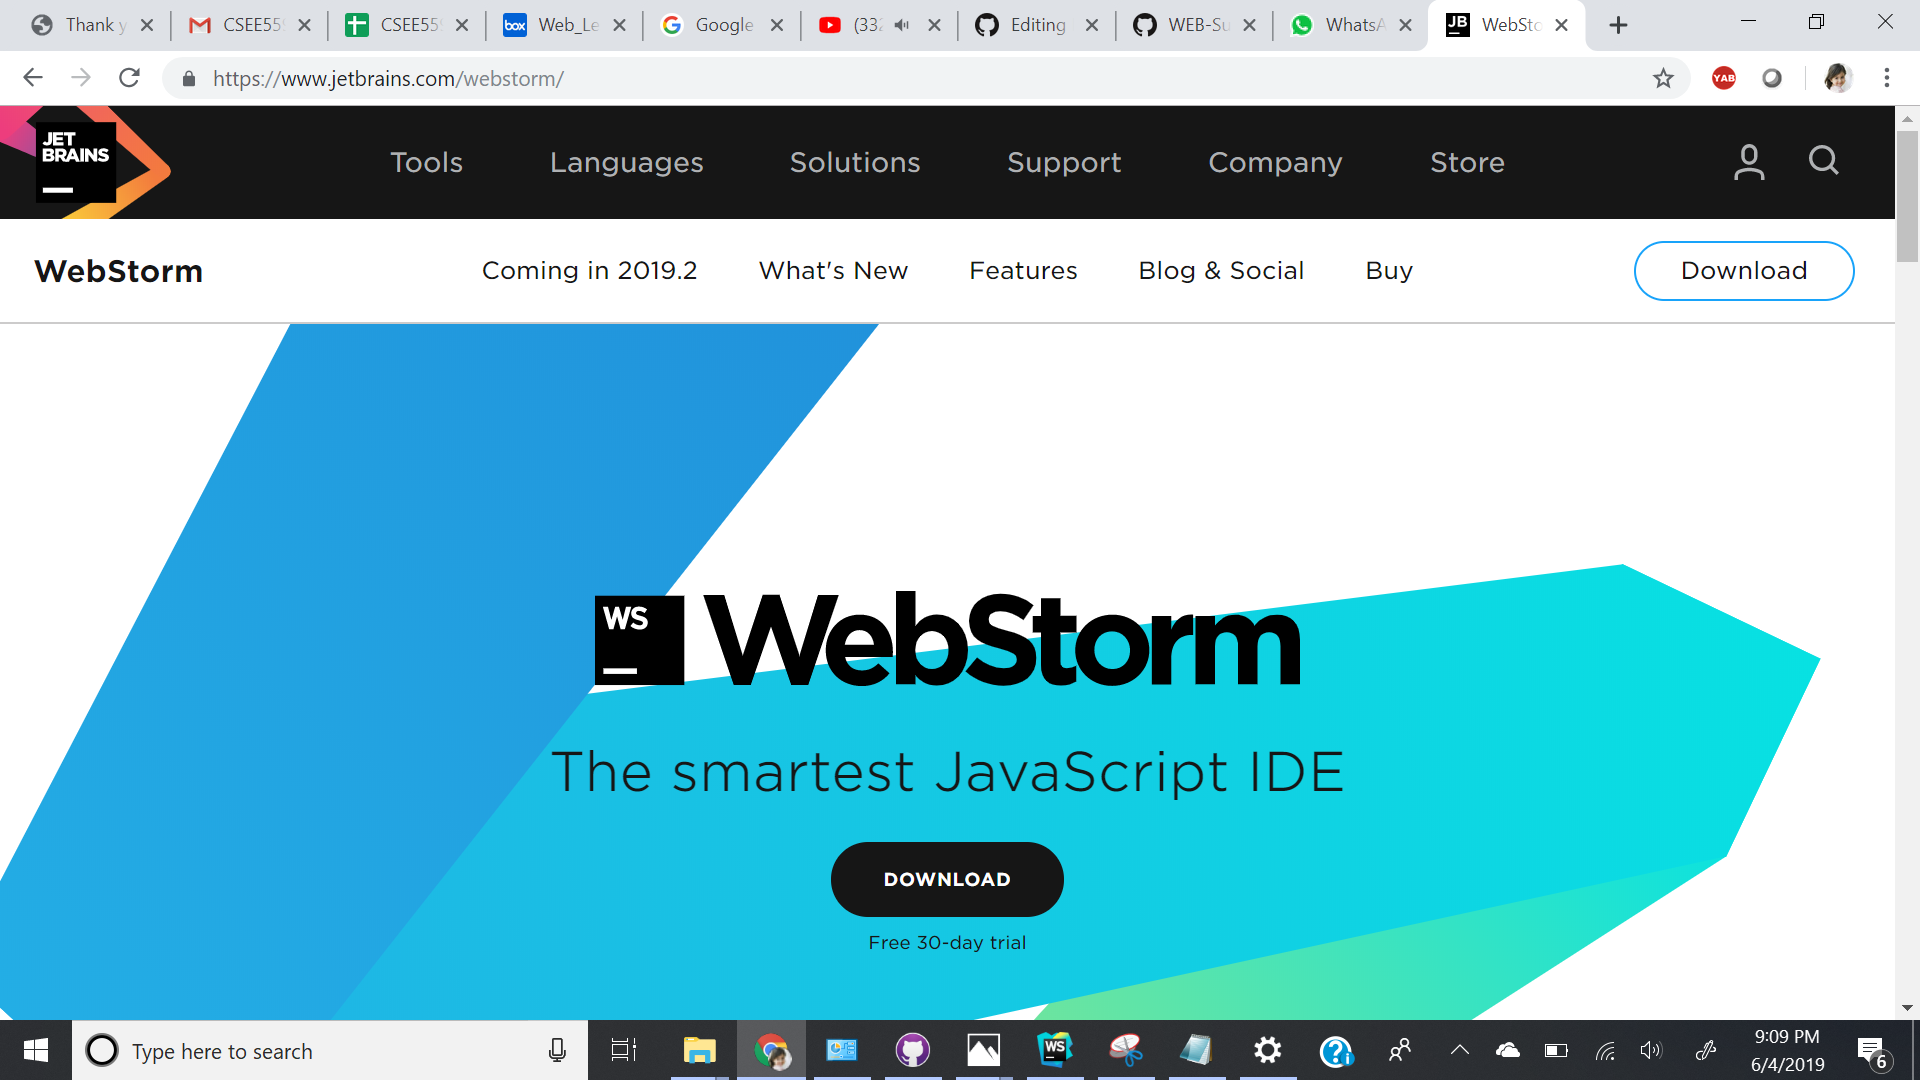 Thank y CSEE55 CSEE559 box Web_Le Google (332 Editing WEB-Su WhatsA JB WebSto
https://www.jetbrains.com/webstorm/ YAB
JET
BRAINS
Tools Languages Solutions Support Company Store
WebStorm Coming in 2019.2 What's New Features Blog & Social Buy Download
WS WebStorm
The smartest JavaScript IDE
DOWNLOAD
Free 30-day trial
Type here to search WS
9:09 PM
6/4/2019
6